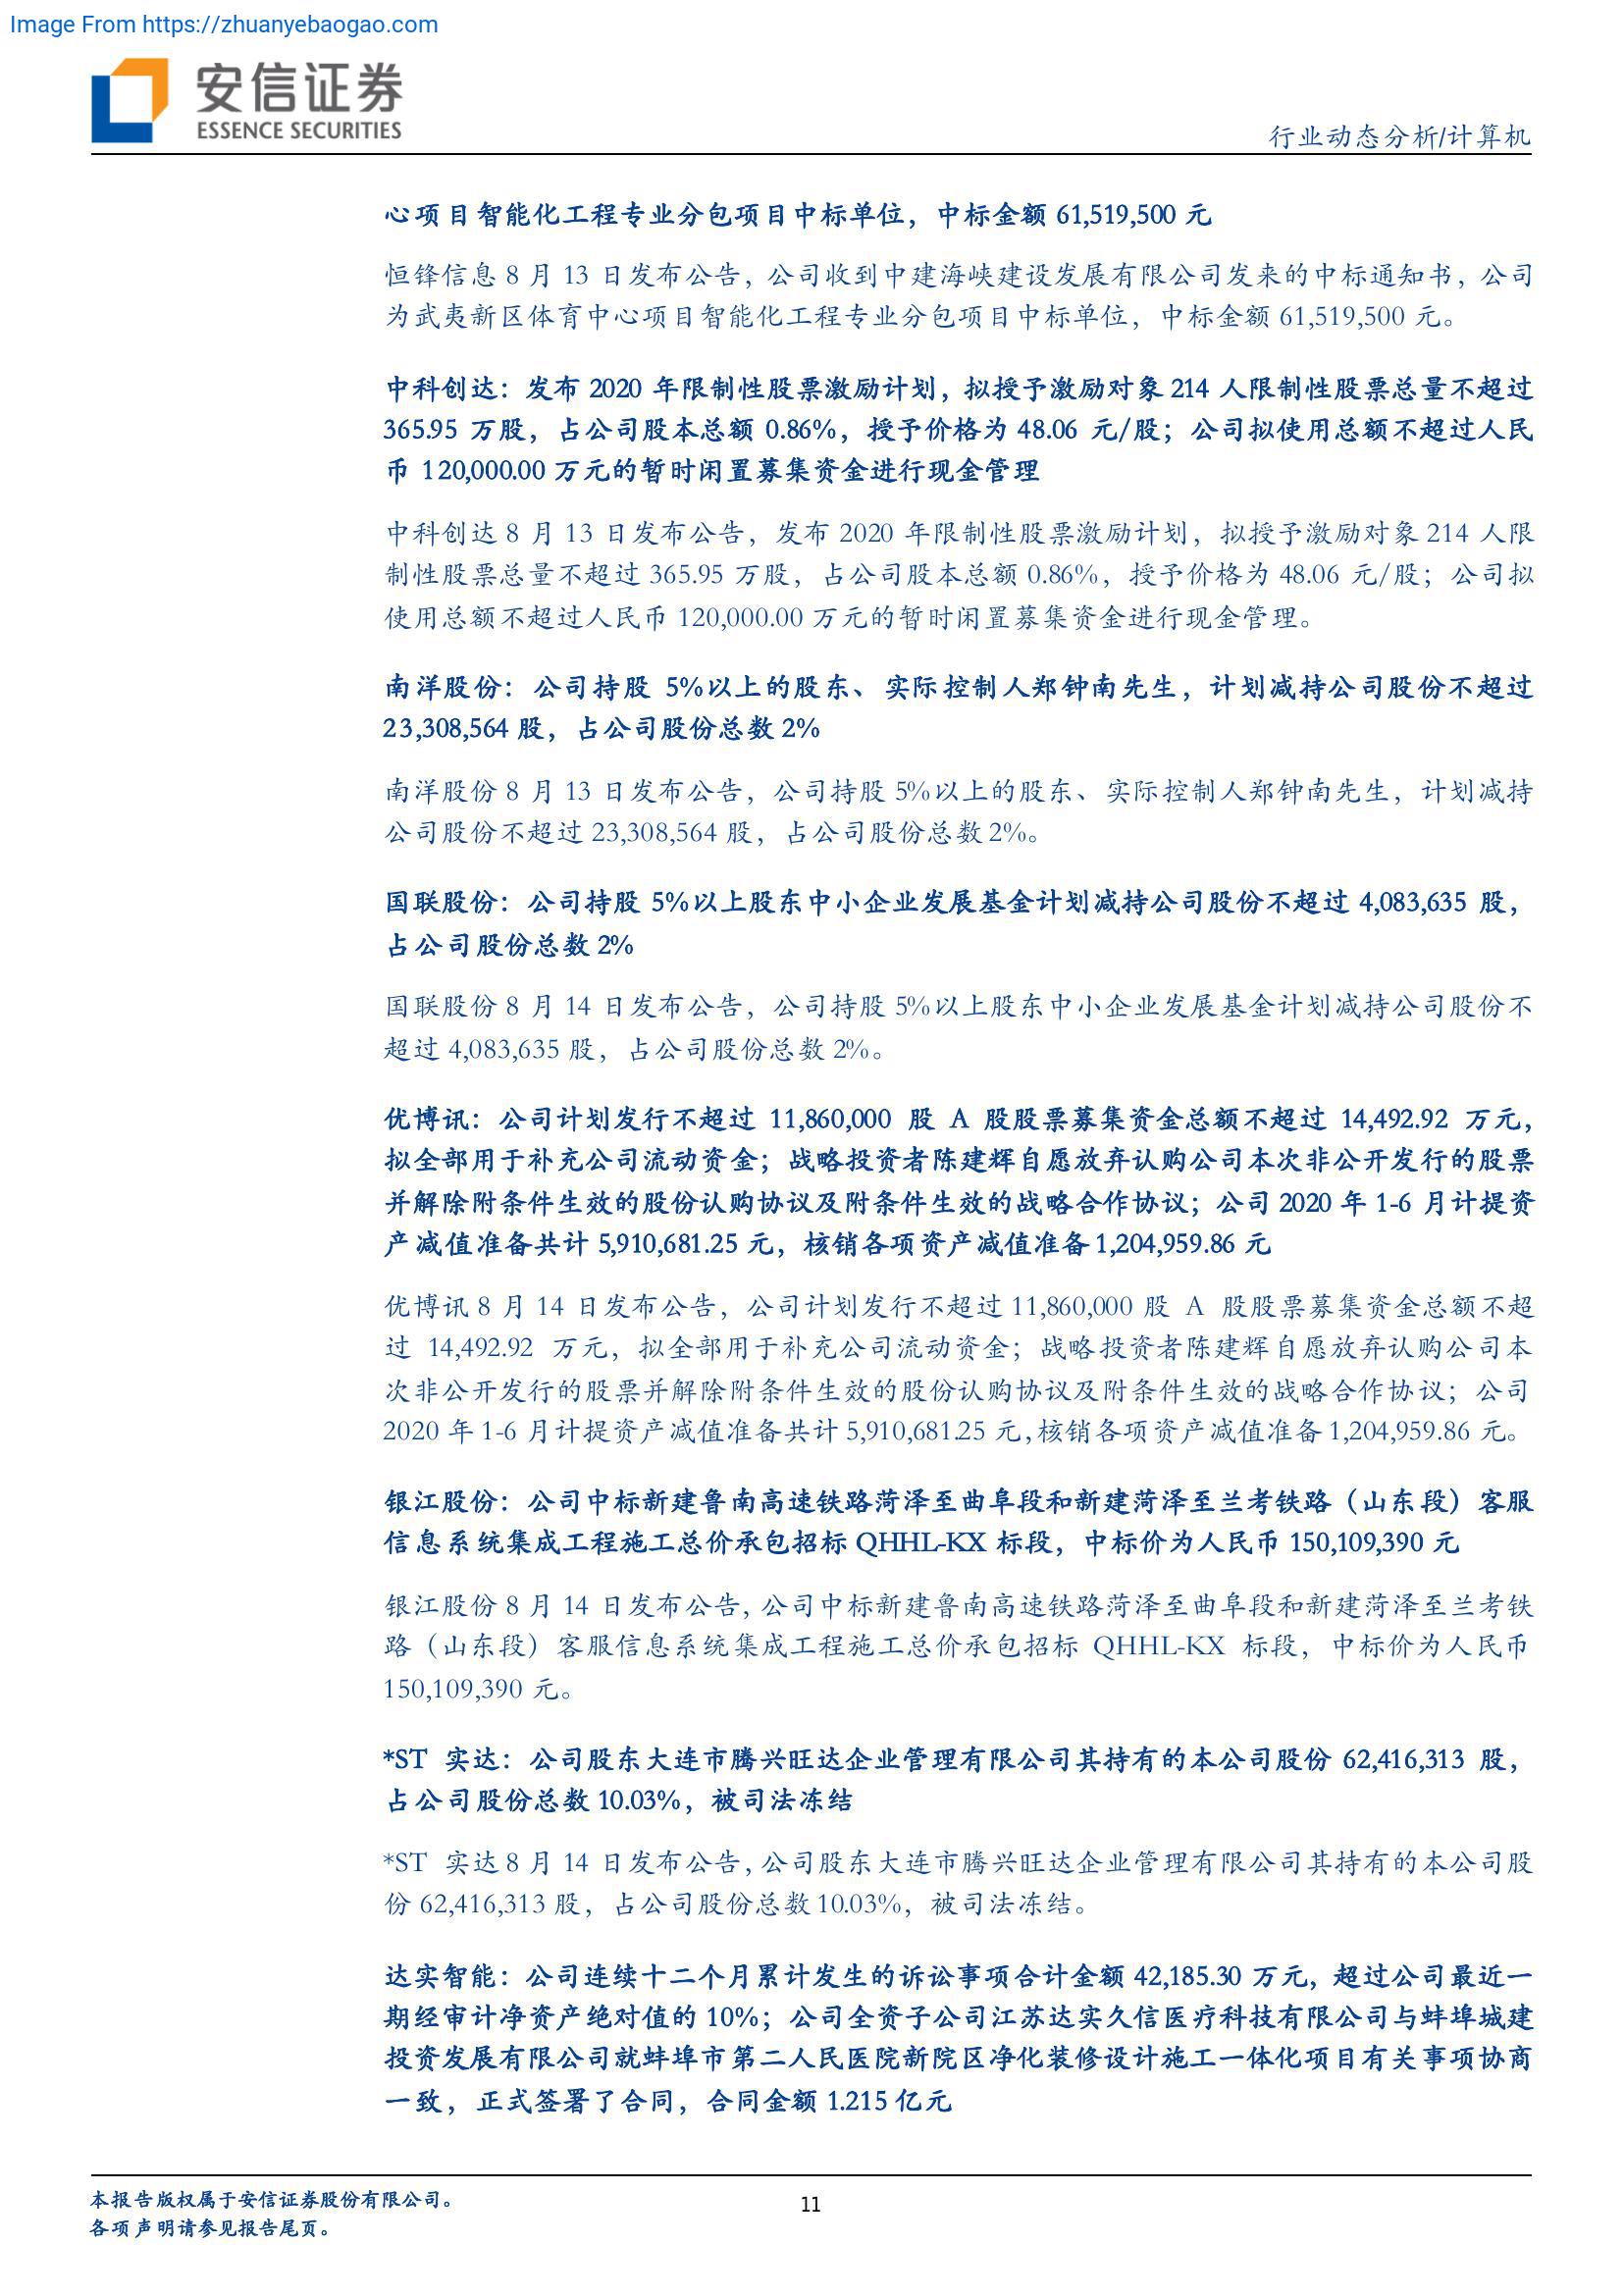 Image From https://zhuanyebaogao.com
安信证券
ESSENCE SECURITIES
行业动态分析/计算机
心项目智能化工程专业分包项目中标单位，中标金额 61,519,500 元
恒锋信息 8 月 13 日发布公告，公司收到中建海峡建设发展有限公司发来的中标通知书，公司
为武夷新区体育中心项目智能化工程专业分包项目中标单位，中标金额 61,519,500 元。
中科创达：发布 2020 年限制性股票激励计划，拟授予激励对象 214 人限制性股票总量不超过
365.95 万股，占公司股本总额 0.86%，授予价格为 48.06 元/股；公司拟使用总额不超过人民
币 120,000.00 万元的暂时闲置募集资金进行现金管理
中科创达 8 月 13 日发布公告，发布 2020 年限制性股票激励计划，拟授予激励对象 214 人限
制性股票总量不超过 365.95 万股，占公司股本总额 0.86%，授予价格为 48.06 元/股；公司拟
使用总额不超过人民币 120,000.00 万元的暂时闲置募集资金进行现金管理。
南洋股份：公司持股 5%以上的股东、实际控制人郑钟南先生，计划减持公司股份不超过
23,308,564 股，占公司股份总数 2%
南洋股份 8 月 13 日发布公告，公司持股 5%以上的股东、实际控制人郑钟南先生，计划减持
公司股份不超过 23,308,564 股，占公司股份总数 2%。
国联股份：公司持股 5%以上股东中小企业发展基金计划减持公司股份不超过 4,083,635 股，
占公司股份总数 2%
国联股份 8 月 14 日发布公告，公司持股 5%以上股东中小企业发展基金计划减持公司股份不
超过 4,083,635 股，占公司股份总数 2%。
优博讯：公司计划发行不超过 11,860,000 股 A 股股票募集资金总额不超过 14,492.92 万元，
拟全部用于补充公司流动资金；战略投资者陈建辉自愿放弃认购公司本次非公开发行的股票
并解除附条件生效的股份认购协议及附条件生效的战略合作协议；公司 2020 年 1-6 月计提资
产减值准备共计 5,910,681.25 元，核销各项资产减值准备 1,204,959.86 元
优博讯 8 月 14 日发布公告，公司计划发行不超过 11,860,000 股 A 股股票募集资金总额不超
过 14,492.92 万元，拟全部用于补充公司流动资金；战略投资者陈建辉自愿放弃认购公司本
次非公开发行的股票并解除附条件生效的股份认购协议及附条件生效的战略合作协议；公司
2020 年 1-6 月计提资产减值准备共计 5,910,681.25 元，核销各项资产减值准备 1,204,959.86 元。
银江股份：公司中标新建鲁南高速铁路菏泽至曲阜段和新建菏泽至兰考铁路（山东段）客服
信息系统集成工程施工总价承包招标 QHHL-KX 标段，中标价为人民币 150,109,390 元
银江股份 8 月 14 日发布公告，公司中标新建鲁南高速铁路菏泽至曲阜段和新建菏泽至兰考铁
路（山东段）客服信息系统集成工程施工总价承包招标 QHHL-KX 标段，中标价为人民币
150,109,390 元。
*ST 实达：公司股东大连市腾兴旺达企业管理有限公司其持有的本公司股份 62,416,313 股，
占公司股份总数 10.03%，被司法冻结
*ST 实达 8 月 14 日发布公告，公司股东大连市腾兴旺达企业管理有限公司其持有的本公司股
份 62,416,313 股，占公司股份总数 10.03%，被司法冻结。
达实智能：公司连续十二个月累计发生的诉讼事项合计金额 42,185.30 万元，超过公司最近一
期经审计净资产绝对值的 10%；公司全资子公司江苏达实久信医疗科技有限公司与蚌埠城建
投资发展有限公司就蚌埠市第二人民医院新院区净化装修设计施工一体化项目有关事项协商
一致，正式签署了合同，合同金额 1.215 亿元
本报告版权属于安信证券股份有限公司。
11
各项声明请参见报告尾页。